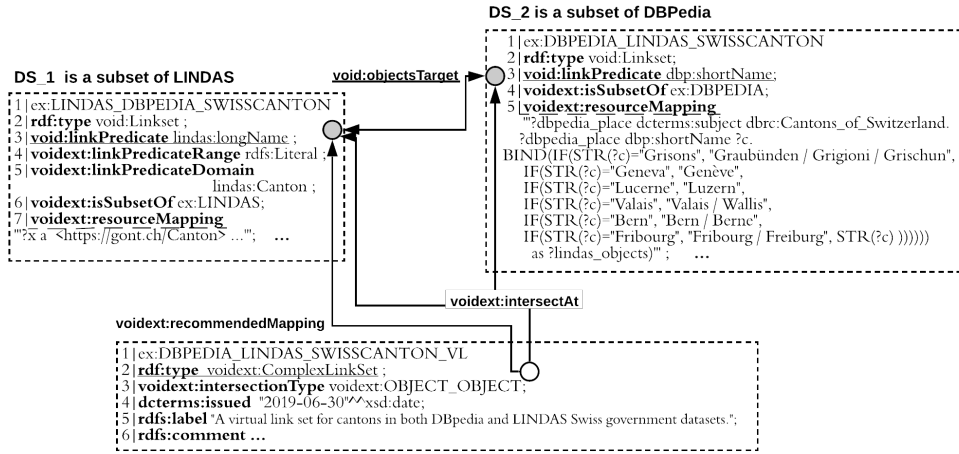 DS_2 is a subset of DBPedia
1|ex:DBPEDIA_LINDAS_SWISSCANTON
2|rdf:type void:Linkset;
3|void:linkPredicate dbp:shortName;
4|voidext:isSubsetOf ex:DBPEDIA;
5|voidext:resourceMapping
'"?dbpedia_place dcterms:subject dbrc:Cantons_of_Switzerland.
?dbpedia_place dbp:shortName ?c.
BIND(IF(STR(?c)="Grisons", "Graubünden / Grigioni / Grischun",
IF(STR(?c)="Geneva", "Genève",
IF(STR(?c)="Lucerne", "Luzern",
IF(STR(?c)="Valais", "Valais / Wallis",
IF(STR(?c)="Bern", "Bern / Berne",
IF(STR(?c)="Fribourg", "Fribourg / Freiburg", STR(?c) ))))))
as ?lindas_objects)'" ; ...
void:objectsTarget
DS_1 is a subset of LINDAS
1|ex:LINDAS_DBPEDIA_SWISSCANTON
2|rdf:type void:Linkset ;
3|void:linkPredicate lindas:longName ;
4|voidext:linkPredicateRange rdfs:Literal ;
5|voidext:linkPredicateDomain
lindas:Canton ;
6|voidext:isSubsetOf ex:LINDAS;
7|voidext:resourceMapping
'"?x a <https://gont.ch/Canton> ...'"; ...
voidext:intersectAt
voidext:recommendedMapping
1|ex:DBPEDIA_LINDAS_SWISSCANTON_VL
2|rdf:type voidext:ComplexLinkSet ;
3|voidext:intersectionType voidext:OBJECT_OBJECT;
4|dcterms:issued "2019-06-30"^^xsd:date;
5|rdfs:label "A virtual link set for cantons in both DBpedia and LINDAS Swiss government datasets.";
6|rdfs:comment ...